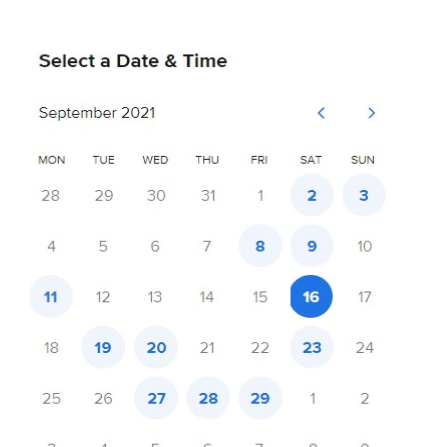 Select a Date & Time
September 2021
MON TUE WED THU FRI SAT SUN
28 29 30 31 1 2 3
4 5 6 7 8 9 10
11 12 13 14 15 16 17
18 19 20 21 22 23 24
25 26 27 28 29 1 2